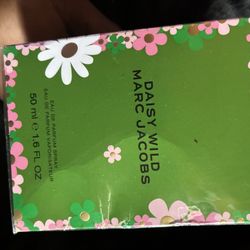 DAISY WILD
MARC JACOBS
EAU DE PARFUM SPRAY
EAU DE PARFUM VAPORISATEUR
50 ml ℮ 1.6 FL OZ